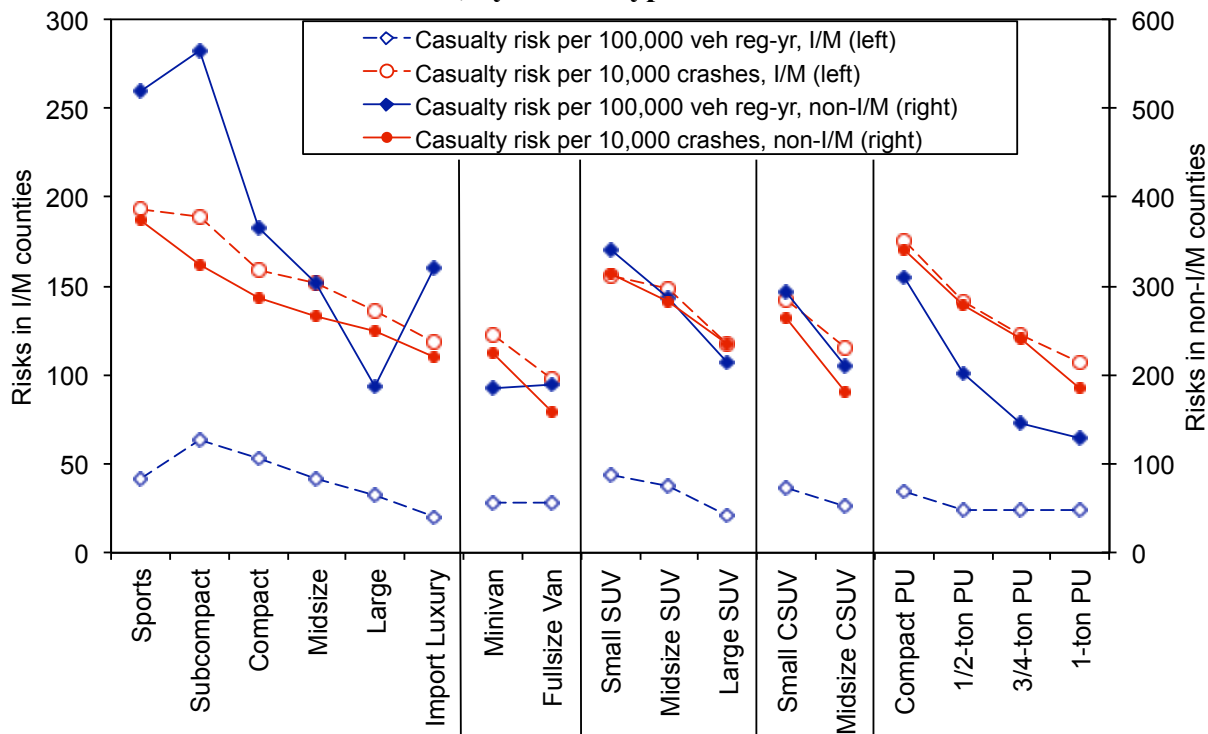 300
250
200
150
100
50
0
Risks in I/M counties
Casualty risk per 100,000 veh reg-yr, I/M (left)
Casualty risk per 10,000 crashes, I/M (left)
Casualty risk per 100,000 veh reg-yr, non-I/M (right)
Casualty risk per 10,000 crashes, non-I/M (right)
600
500
400
300
200
100
0
Risks in non-I/M counties
Sports
Subcompact
Compact
Midsize
Large
Import Luxury
Minivan
Fullsize Van
Small SUV
Midsize SUV
Large SUV
Small CSUV
Midsize CSUV
Compact PU
1/2-ton PU
3/4-ton PU
1-ton PU